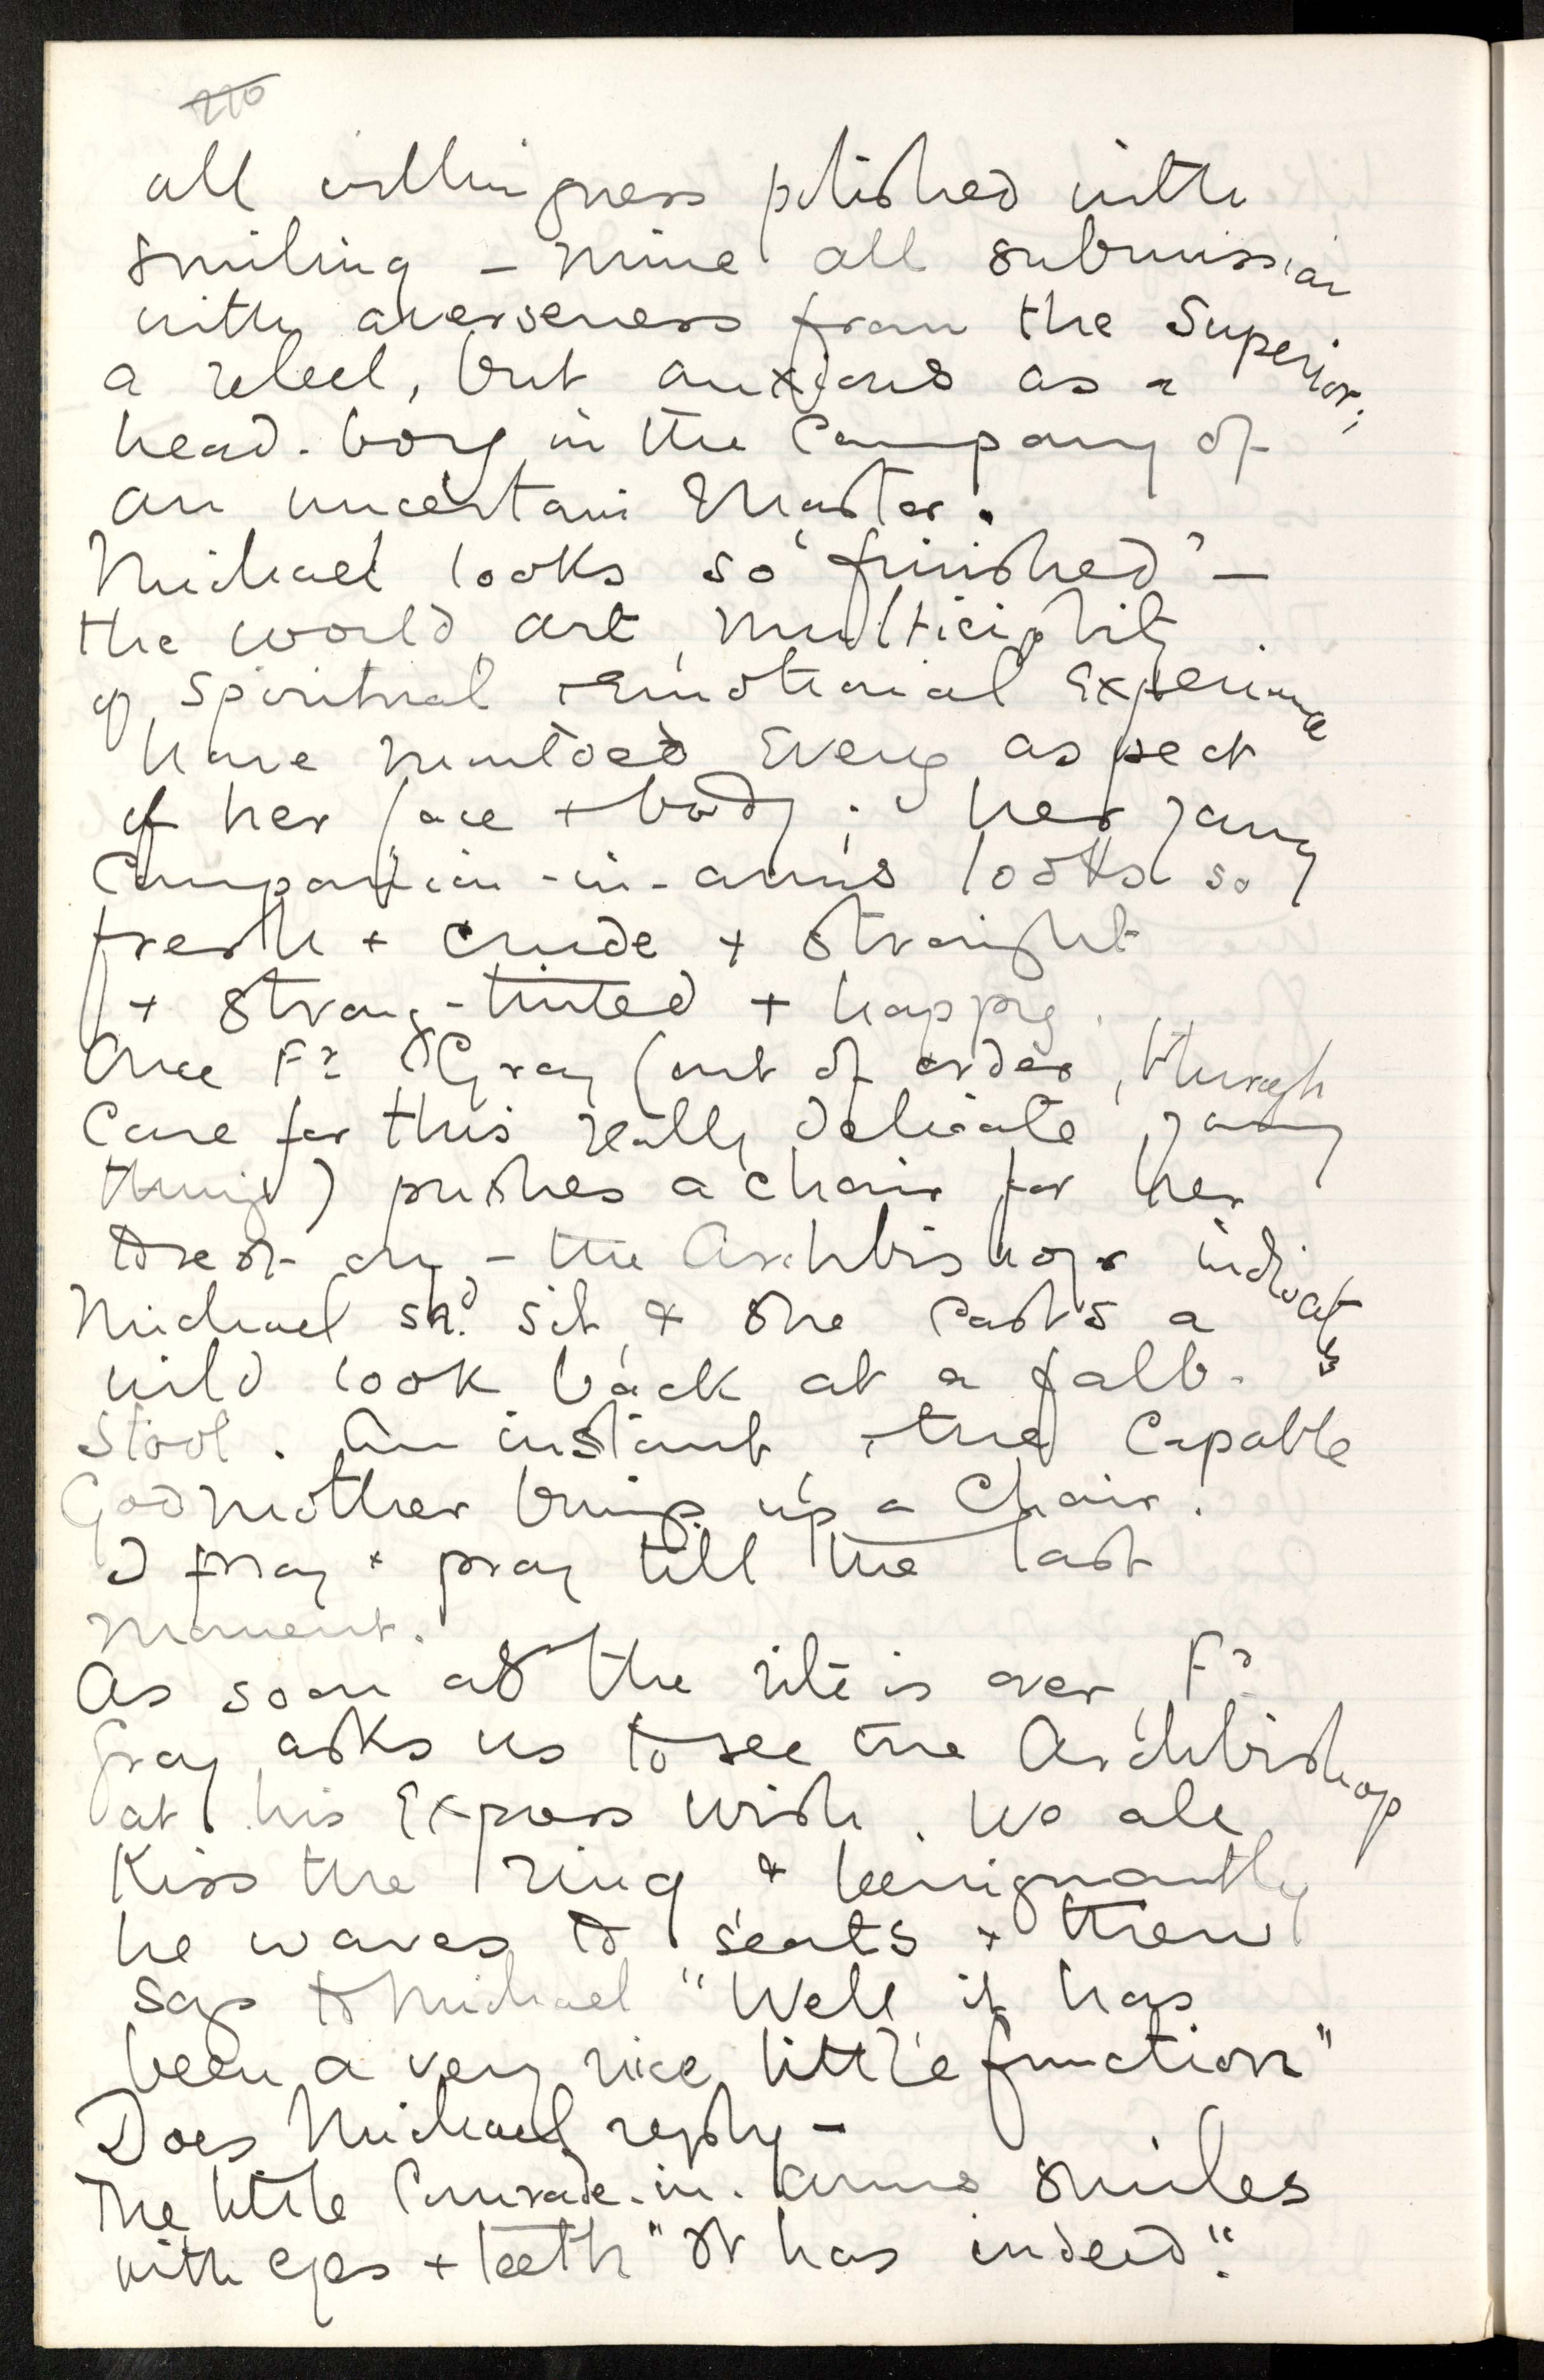 all willingness polished with
smiling – mine all submission
with averseness from the Superior;
a rebel, but anxious as a
head-boy in the Company of
an uncertain Master.
Michael looks so "finished" –
the world, art, multiciplity
of spiritual + emotional Experience
have moulded Every aspect
of her face + body; her young
Companion-in-arms looks so
fresh + crude + straight
+ strong-tinted + happy.
Once Fr Gray (out of order, through
Care for this really delicate young
thing) pushes a chair for her
to sit on – the Archbishop indicates
Michael shd. sit, & she casts a
wild look back at a fald-
stool. An instant, + the Capable
Godmother brings up a Chair.
I pray + pray till the last
moment.
As soon as the rite is over, Fr
Gray asks us to see the Archbishop
at his Express wish. We all
Kiss the ring & benignantly
he waves to seats + then
says to Michael "Well, it has
been a very nice little function"
Does Michael reply –
The little Comrade-in-arms smiles
with eyes + teeth "It has indeed".